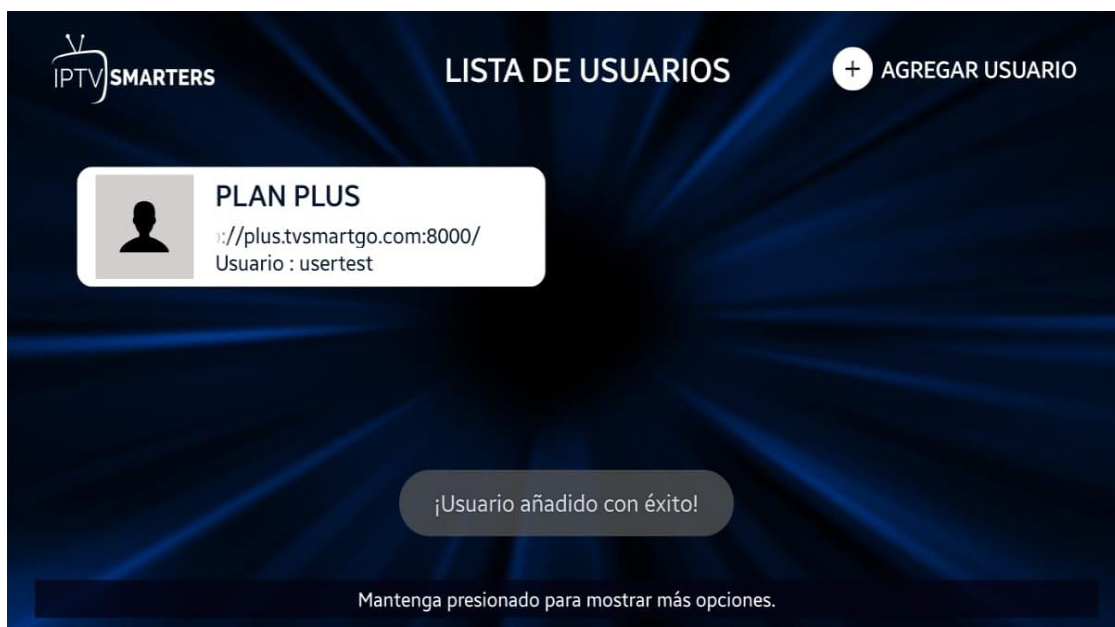 IPTV SMARTERS
LISTA DE USUARIOS
+ AGREGAR USUARIO
PLAN PLUS
://plus.tvsmartgo.com:8000/
Usuario : usertest
¡Usuario añadido con éxito!
Mantenga presionado para mostrar más opciones.